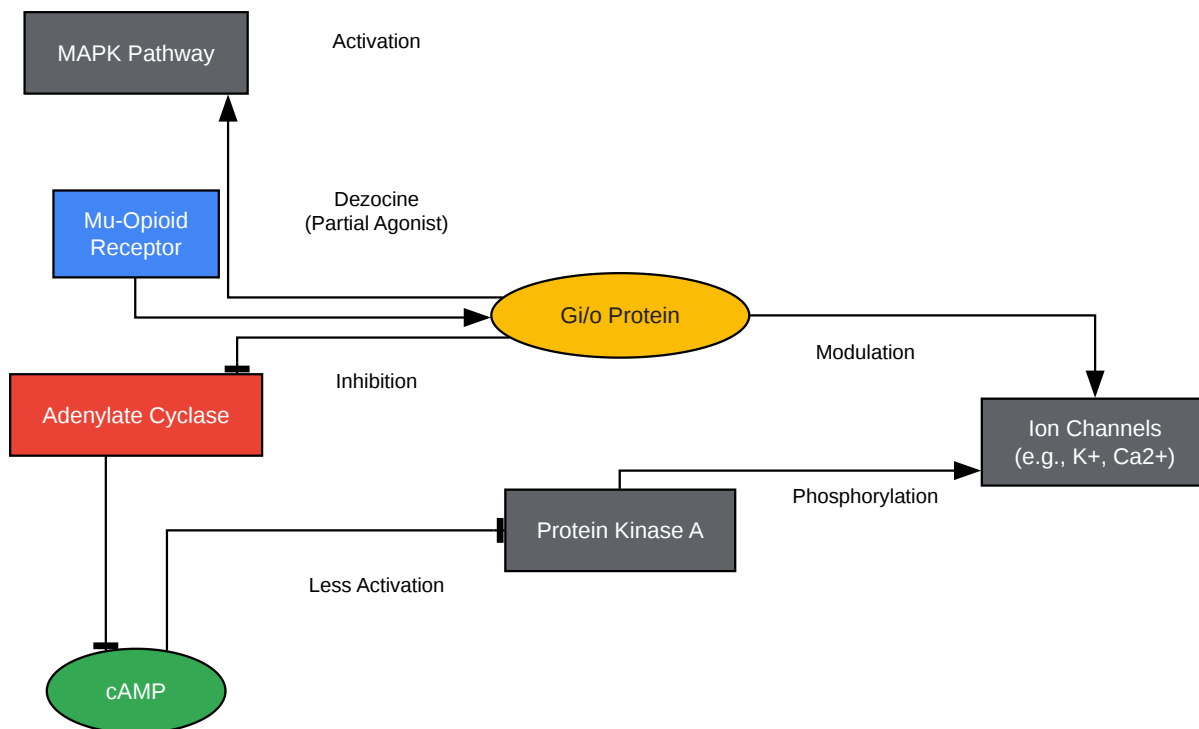 MAPK Pathway
Activation
Mu-Opioid
Receptor
Dezocine
(Partial Agonist)
Gi/o Protein
Modulation
Inhibition
Adenylate Cyclase
Ion Channels
(e.g., K+, Ca2+)
Phosphorylation
Protein Kinase A
Less Activation
cAMP